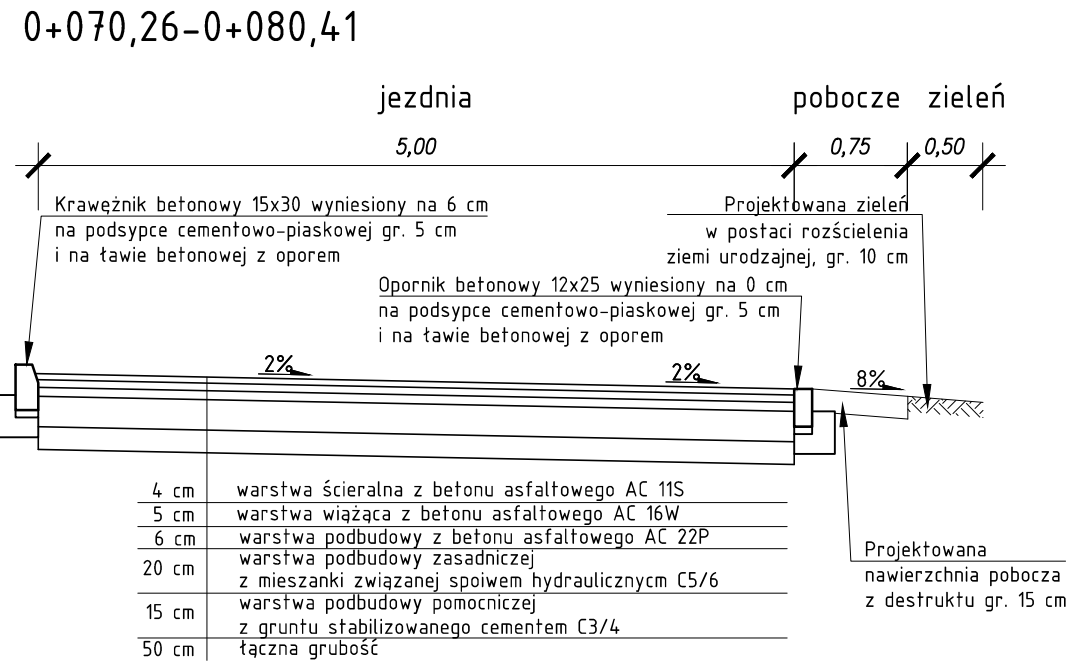 0+070,26-0+080,41
jezdnia
pobocze
zieleń
5,00
0,75
0,50
Krawężnik betonowy 15x30 wyniesiony na 6 cm
na podsypce cementowo-piaskowej gr. 5 cm
i na ławie betonowej z oporem
Projektowana zieleń
w postaci rozścielenia
ziemi urodzajnej, gr. 10 cm
Opornik betonowy 12x25 wyniesiony na 0 cm
na podsypce cementowo-piaskowej gr. 5 cm
i na ławie betonowej z oporem
2%
2%
8%
4 cm warstwa ścieralna z betonu asfaltowego AC 11S
5 cm warstwa wiążąca z betonu asfaltowego AC 16W
6 cm warstwa podbudowy z betonu asfaltowego AC 22P
20 cm warstwa podbudowy zasadniczej
z mieszanki związanej spoiwem hydraulicznycm C5/6
15 cm warstwa podbudowy pomocniczej
z gruntu stabilizowanego cementem C3/4
50 cm łączna grubość
Projektowana
nawierzchnia pobocza
z destruktu gr. 15 cm